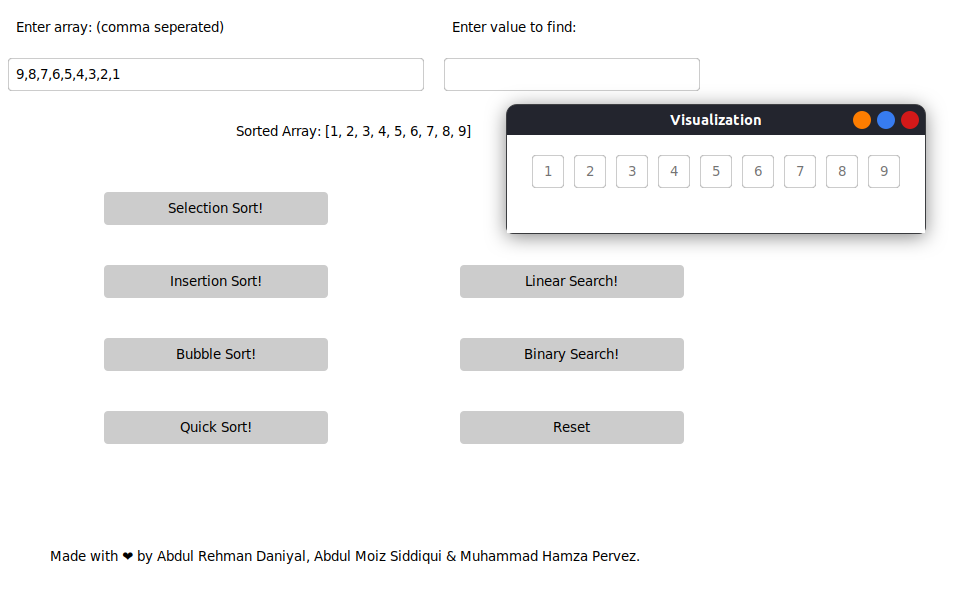 Enter array: (comma seperated)
Enter value to find:
9,8,7,6,5,4,3,2,1
Sorted Array: [1, 2, 3, 4, 5, 6, 7, 8, 9]
Visualization
1 2 3 4 5 6 7 8 9
Selection Sort!
Insertion Sort!
Linear Search!
Bubble Sort!
Binary Search!
Quick Sort!
Reset
Made with ❤ by Abdul Rehman Daniyal, Abdul Moiz Siddiqui & Muhammad Hamza Pervez.